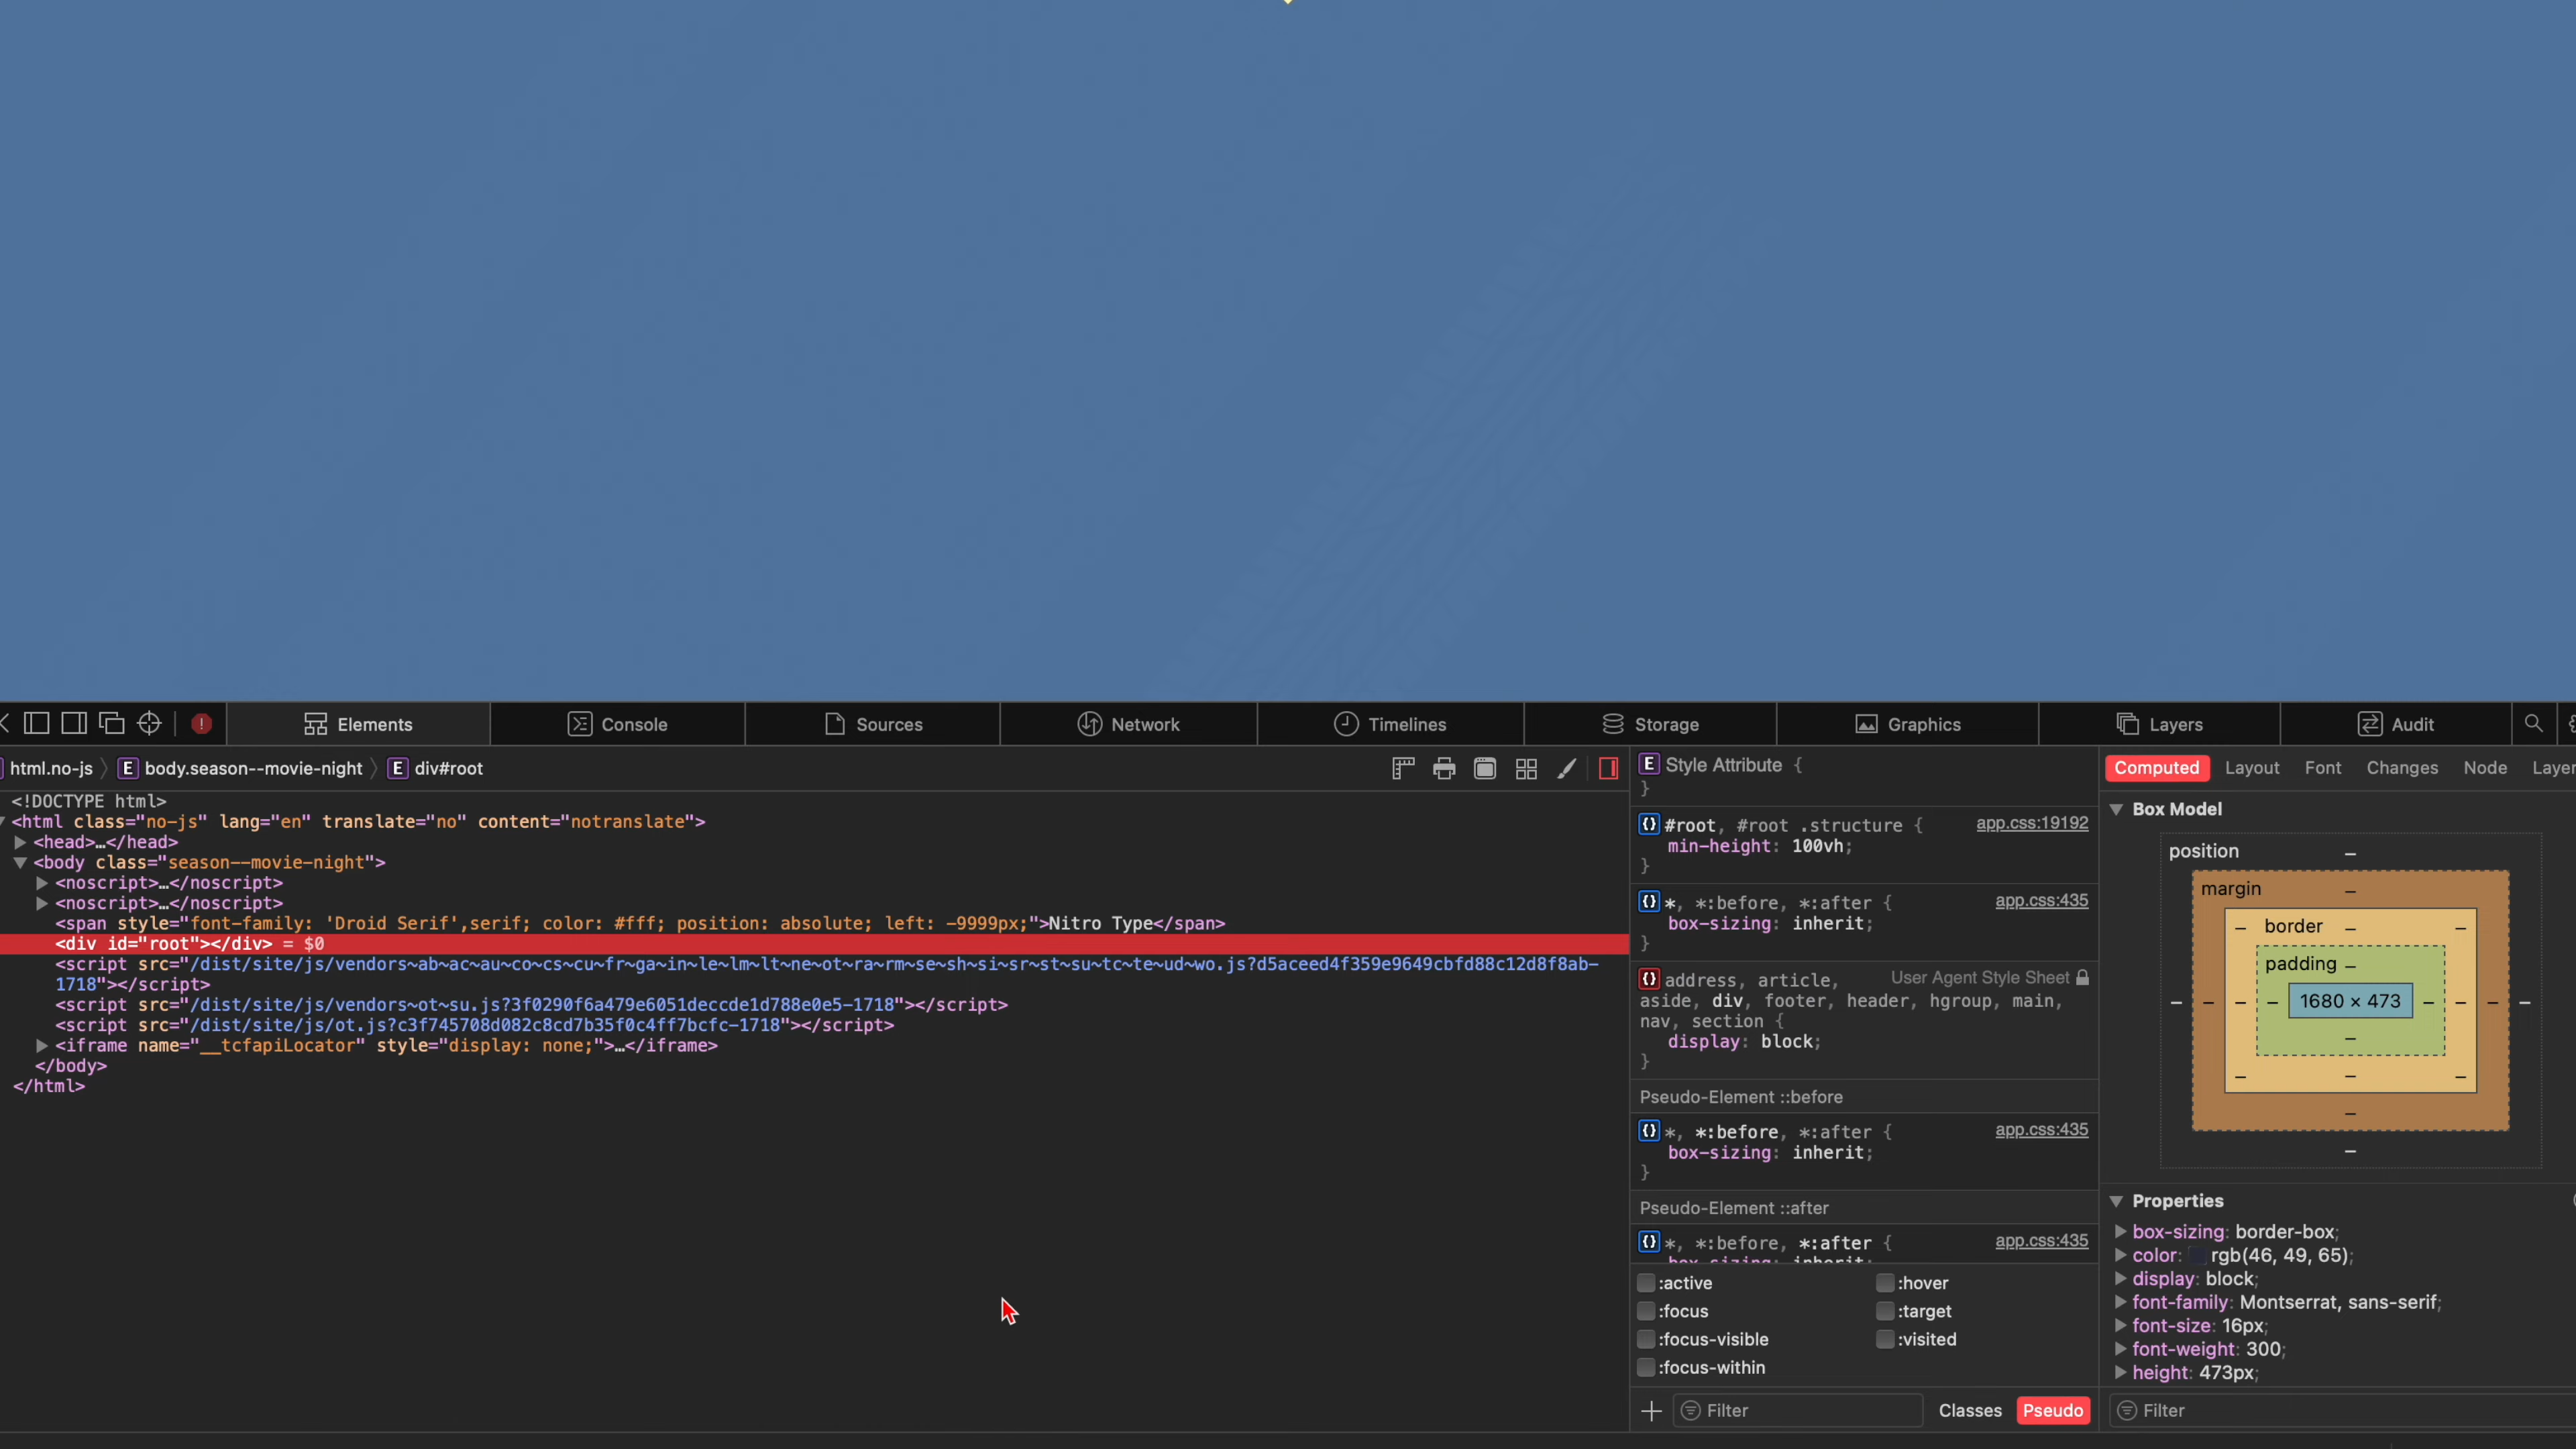 Elements
Console
Sources
Network
Timelines
Storage
Graphics
Layers
Audit
html.no-js
E body.season--movie-night
E div#root
<!DOCTYPE html>
<html class="no-js" lang="en" translate="no" content="notranslate">
<head>…</head>
<body class="season--movie-night">
<noscript>…</noscript>
<noscript>…</noscript>
<span style="font-family: 'Droid Serif',serif; color: #fff; position: absolute; left: -9999px;">Nitro Type</span>
<div id="root"></div> = $0
<script src="/dist/site/js/vendors~ab~ac~au~co~cs~cu~fr~ga~in~le~lm~lt~ne~ot~ra~rm~se~sh~si~sr~st~su~tc~te~ud~wo.js?d5aceed4f359e9649cbfd88c12d8f8ab-
1718"></script>
<script src="/dist/site/js/vendors~ot~su.js?3f0290f6a479e6051deccde1d788e0e5-1718"></script>
<script src="/dist/site/js/ot.js?c3f745708d082c8cd7b35f0c4ff7bcfc-1718"></script>
<iframe name="__tcfapiLocator" style="display: none;">…</iframe>
</body>
</html>
E Style Attribute {
}
{} #root, #root .structure { app.css:19192
min-height: 100vh;
}
{} *, *:before, *:after { app.css:435
box-sizing: inherit;
}
{} address, article, User Agent Style Sheet
aside, div, footer, header, hgroup, main,
nav, section {
display: block;
}
Pseudo-Element ::before
{} *, *:before, *:after { app.css:435
box-sizing: inherit;
}
Pseudo-Element ::after
{} *, *:before, *:after { app.css:435
box-sizing: inherit;
:active :hover
:focus :target
:focus-visible :visited
:focus-within
Filter Classes Pseudo
Computed Layout Font Changes Node
Box Model
position –
margin –
– border – –
padding –
– – – – 1680 × 473 – – – –
–
– – –
–
–
Properties
box-sizing: border-box;
color: rgb(46, 49, 65);
display: block;
font-family: Montserrat, sans-serif;
font-size: 16px;
font-weight: 300;
height: 473px;
Filter